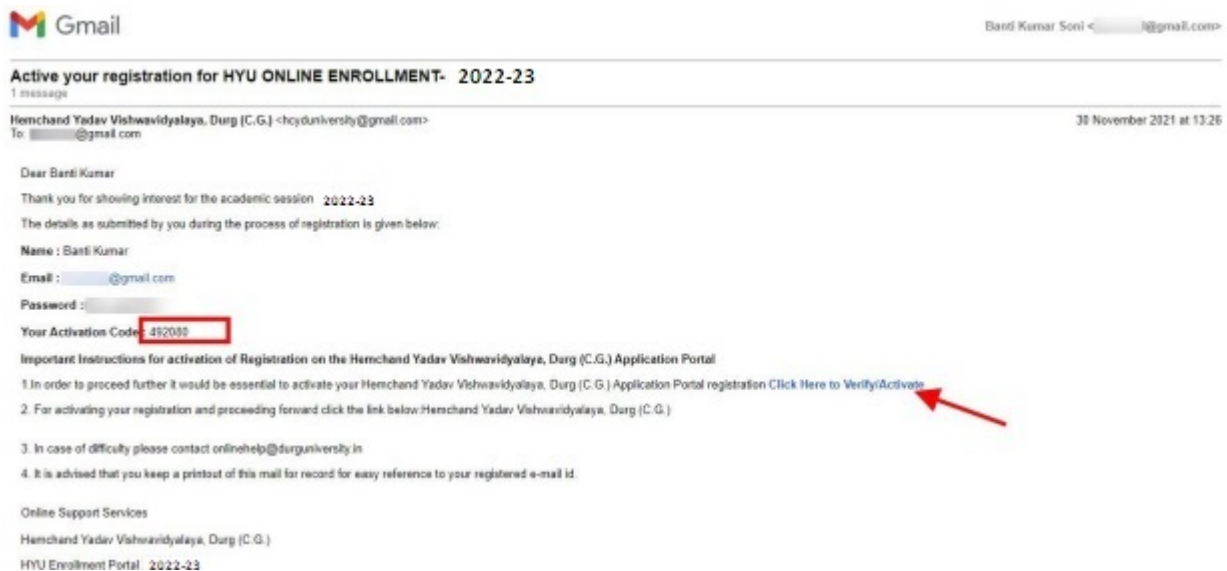 Gmail
Banti Kumar Soni < @gmail.com>
Active your registration for HYU ONLINE ENROLLMENT- 2022-23
1 message
Hemchand Yadav Vishwavidyalaya, Durg (C.G.) <hcyduniversity@gmail.com>
30 November 2021 at 13:26
To: @gmail.com
Dear Banti Kumar
Thank you for showing interest for the academic session 2022-23
The details as submitted by you during the process of registration is given below:
Name : Banti Kumar
Email : @gmail.com
Password :
Your Activation Code : 492080
Important Instructions for activation of Registration on the Hemchand Yadav Vishwavidyalaya, Durg (C.G.) Application Portal
1.In order to proceed further it would be essential to activate your Hemchand Yadav Vishwavidyalaya, Durg (C.G.) Application Portal registration Click Here to Verify/Activate
2. For activating your registration and proceeding forward click the link below:Hemchand Yadav Vishwavidyalaya, Durg (C.G.)
3. In case of difficulty please contact onlinehelp@durguniversity.in
4. It is advised that you keep a printout of this mail for record for easy reference to your registered e-mail id.
Online Support Services
Hemchand Yadav Vishwavidyalaya, Durg (C.G.)
HYU Enrollment Portal 2022-23